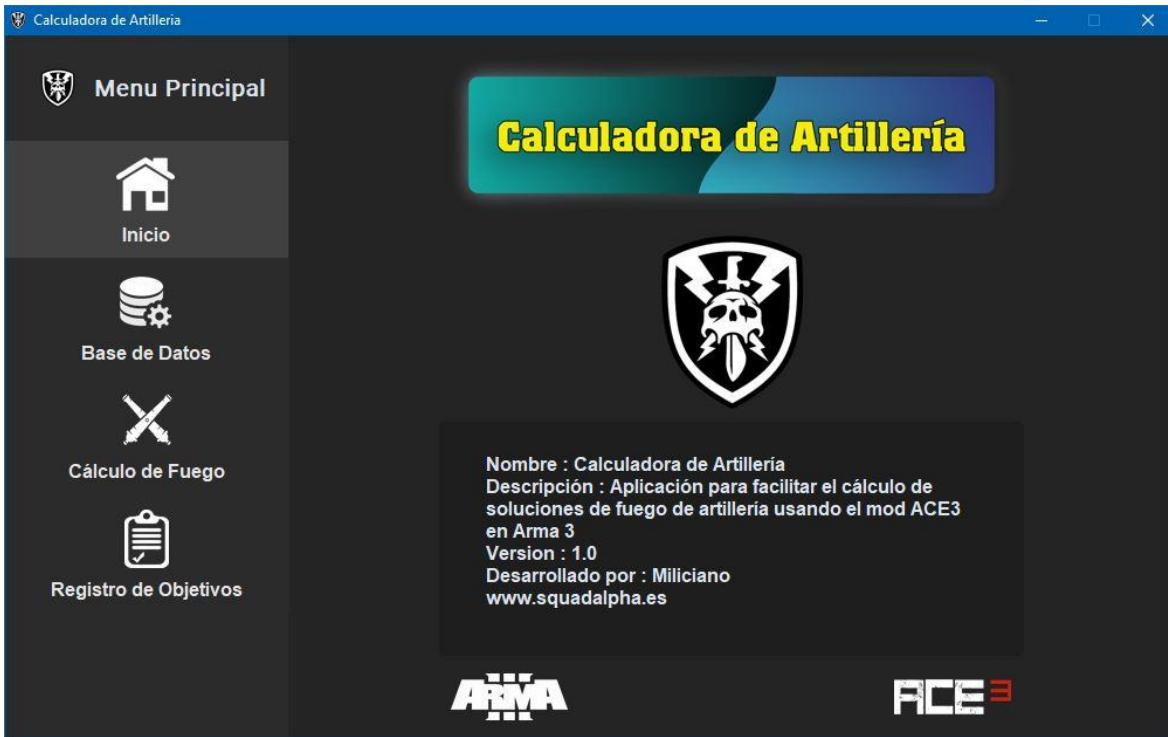 Calculadora de Artilleria
Menu Principal
Inicio
Base de Datos
Cálculo de Fuego
Registro de Objetivos
Calculadora de Artillería
Nombre : Calculadora de Artillería
Descripción : Aplicación para facilitar el cálculo de
soluciones de fuego de artillería usando el mod ACE3
en Arma 3
Version : 1.0
Desarrollado por : Miliciano
www.squadalpha.es
ARMA
III
ACE3